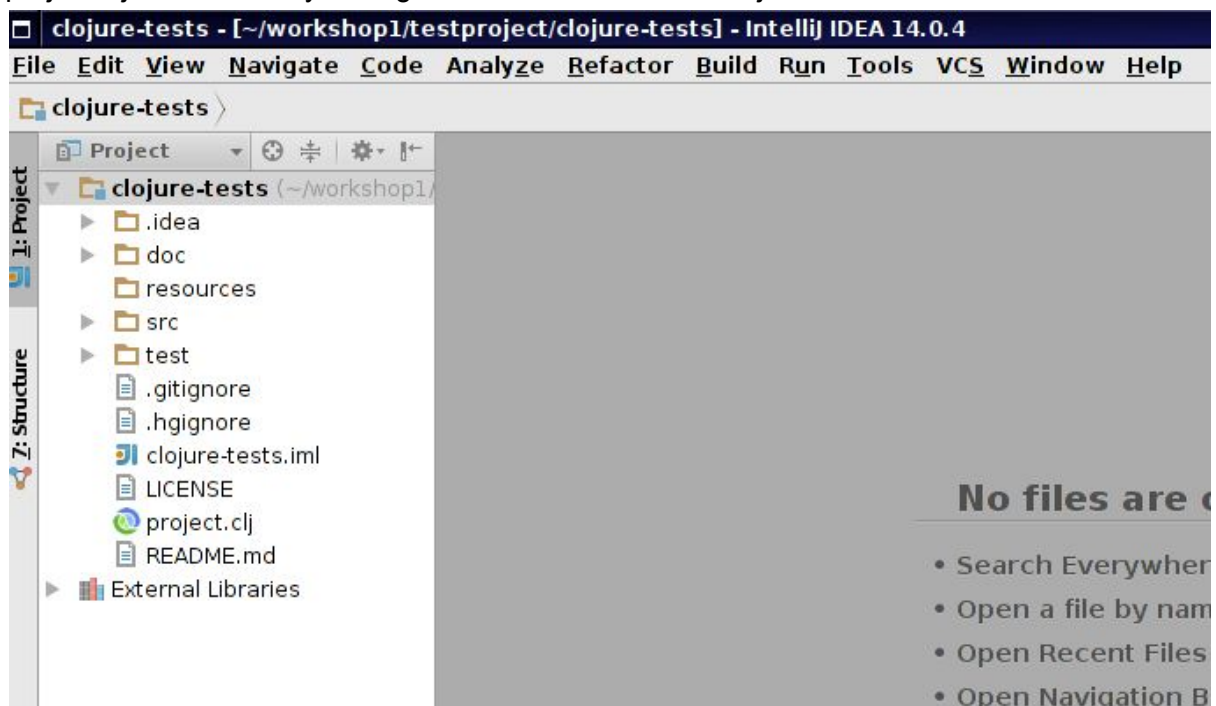 clojure-tests - [~/workshop1/testproject/clojure-tests] - IntelliJ IDEA 14.0.4
File Edit View Navigate Code Analyze Refactor Build Run Tools VCS Window Help
clojure-tests
Project
1: Project
7: Structure
clojure-tests (~/workshop1/
.idea
doc
resources
src
test
.gitignore
.hgignore
clojure-tests.iml
LICENSE
project.clj
README.md
External Libraries
No files are
• Search Everywher
• Open a file by nam
• Open Recent Files
• Open Navigation B